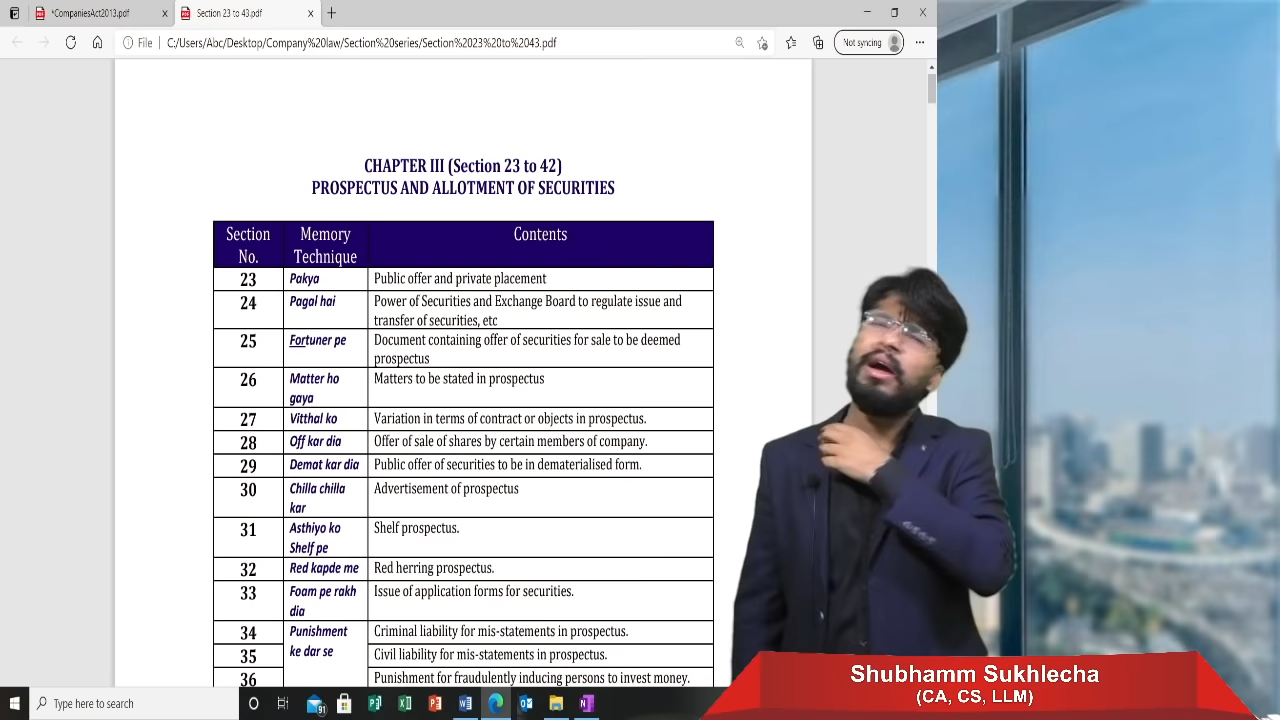 *CompaniesAct2013.pdf
Section 23 to 43.pdf
File
C:/Users/Abc/Desktop/Company%20law/Section%20series/Section%2023%20to%2043.pdf
Not syncing
CHAPTER III (Section 23 to 42)
PROSPECTUS AND ALLOTMENT OF SECURITIES
Section No.
Memory Technique
Contents
23
Pakya
Public offer and private placement
24
Pagal hai
Power of Securities and Exchange Board to regulate issue and
transfer of securities, etc
25
Fortuner pe
Document containing offer of securities for sale to be deemed
prospectus
26
Matter ho
gaya
Matters to be stated in prospectus
27
Vitthal ko
Variation in terms of contract or objects in prospectus.
28
Off kar dia
Offer of sale of shares by certain members of company.
29
Demat kar dia
Public offer of securities to be in dematerialised form.
30
Chilla chilla
kar
Advertisement of prospectus
31
Asthiyo ko
Shelf pe
Shelf prospectus.
32
Red kapde me
Red herring prospectus.
33
Foam pe rakh
dia
Issue of application forms for securities.
34
Punishment
ke dar se
Criminal liability for mis-statements in prospectus.
35
Civil liability for mis-statements in prospectus.
36
Punishment for fraudulently inducing persons to invest money.
Shubhamm Sukhlecha
(CA, CS, LLM)
Type here to search
91